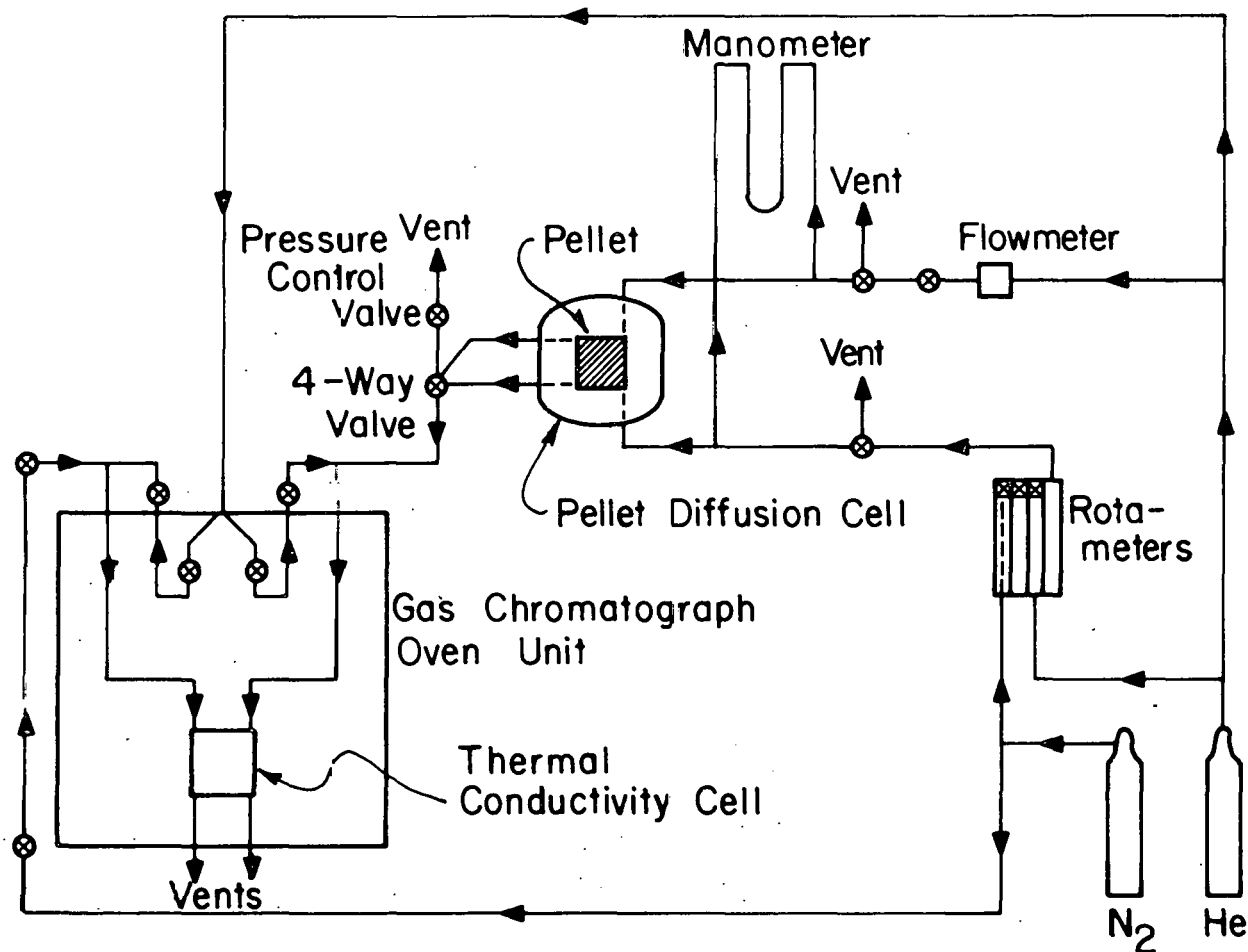 Manometer
Vent
Flowmeter
Pressure
Control
Valve
Vent
Pellet
4-Way
Valve
Vent
Pellet Diffusion Cell
Rota-
meters
Gas Chromatograph
Oven Unit
Thermal
Conductivity Cell
Vents
N2
He